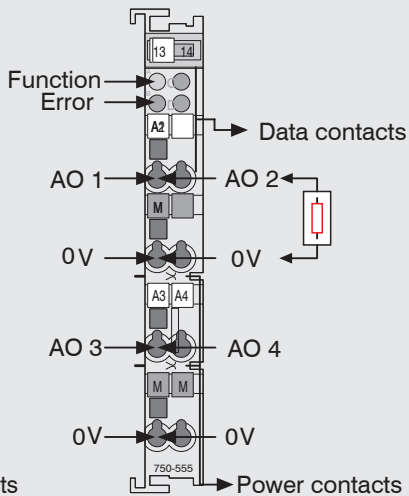 13 14
Function
Error
A2
Data contacts
AO 1
AO 2
M
0V
0V
A3 A4
AO 3
AO 4
M M
0V
0V
750-555
ts
Power contacts